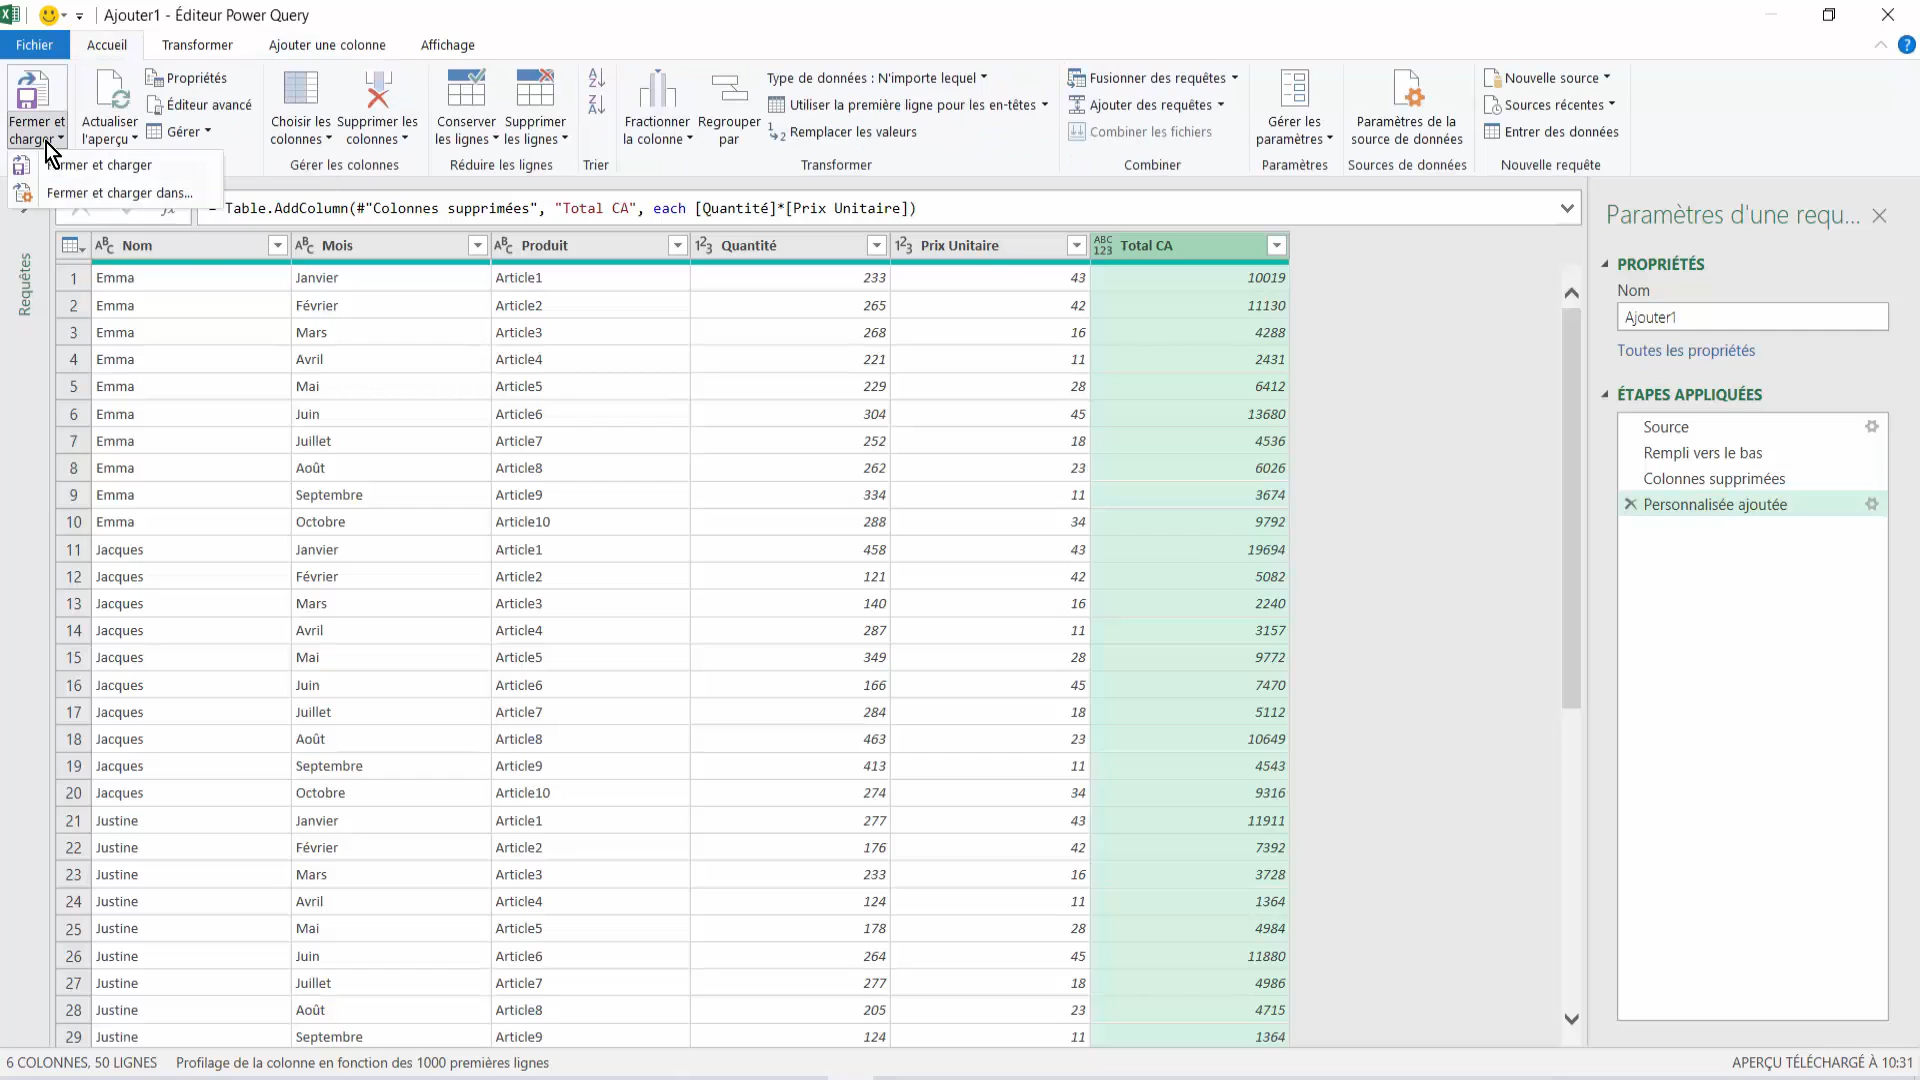 Ajouter1 - Éditeur Power Query
Fichier Accueil Transformer Ajouter une colonne Affichage
Fermer et charger
Actualiser l'aperçu
Propriétés
Éditeur avancé
Gérer
Choisir les colonnes
Supprimer les colonnes
Gérer les colonnes
Conserver les lignes
Supprimer les lignes
Réduire les lignes
Trier
Fractionner la colonne
Regrouper par
Type de données : N'importe lequel
Utiliser la première ligne pour les en-têtes
Remplacer les valeurs
Transformer
Fusionner des requêtes
Ajouter des requêtes
Combiner les fichiers
Combiner
Gérer les paramètres
Paramètres
Paramètres de la source de données
Sources de données
Nouvelle source
Sources récentes
Entrer des données
Nouvelle requête
Fermer et charger
Fermer et charger dans...
= Table.AddColumn(#"Colonnes supprimées", "Total CA", each [Quantité]*[Prix Unitaire])
Requêtes
Nom Mois Produit Quantité Prix Unitaire Total CA
1 Emma Janvier Article1 233 43 10019
2 Emma Février Article2 265 42 11130
3 Emma Mars Article3 268 16 4288
4 Emma Avril Article4 221 11 2431
5 Emma Mai Article5 229 28 6412
6 Emma Juin Article6 304 45 13680
7 Emma Juillet Article7 252 18 4536
8 Emma Août Article8 262 23 6026
9 Emma Septembre Article9 334 11 3674
10 Emma Octobre Article10 288 34 9792
11 Jacques Janvier Article1 458 43 19694
12 Jacques Février Article2 121 42 5082
13 Jacques Mars Article3 140 16 2240
14 Jacques Avril Article4 287 11 3157
15 Jacques Mai Article5 349 28 9772
16 Jacques Juin Article6 166 45 7470
17 Jacques Juillet Article7 284 18 5112
18 Jacques Août Article8 463 23 10649
19 Jacques Septembre Article9 413 11 4543
20 Jacques Octobre Article10 274 34 9316
21 Justine Janvier Article1 277 43 11911
22 Justine Février Article2 176 42 7392
23 Justine Mars Article3 233 16 3728
24 Justine Avril Article4 124 11 1364
25 Justine Mai Article5 178 28 4984
26 Justine Juin Article6 264 45 11880
27 Justine Juillet Article7 277 18 4986
28 Justine Août Article8 205 23 4715
29 Justine Septembre Article9 124 11 1364
Paramètres d'une requ...
PROPRIÉTÉS
Nom
Ajouter1
Toutes les propriétés
ÉTAPES APPLIQUÉES
Source
Rempli vers le bas
Colonnes supprimées
Personnalisée ajoutée
6 COLONNES, 50 LIGNES Profilage de la colonne en fonction des 1000 premières lignes APERÇU TÉLÉCHARGÉ À 10:31